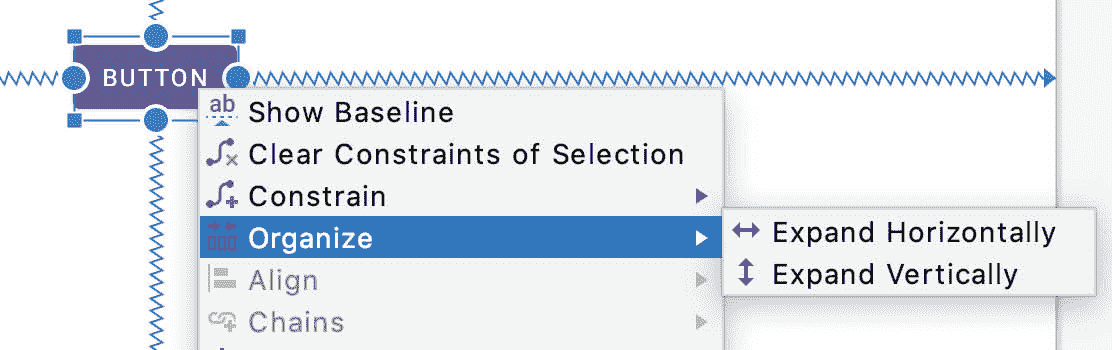 BUTTON
ab
Show Baseline
Clear Constraints of Selection
Constrain
Organize
Expand Horizontally
Expand Vertically
Align
Chains